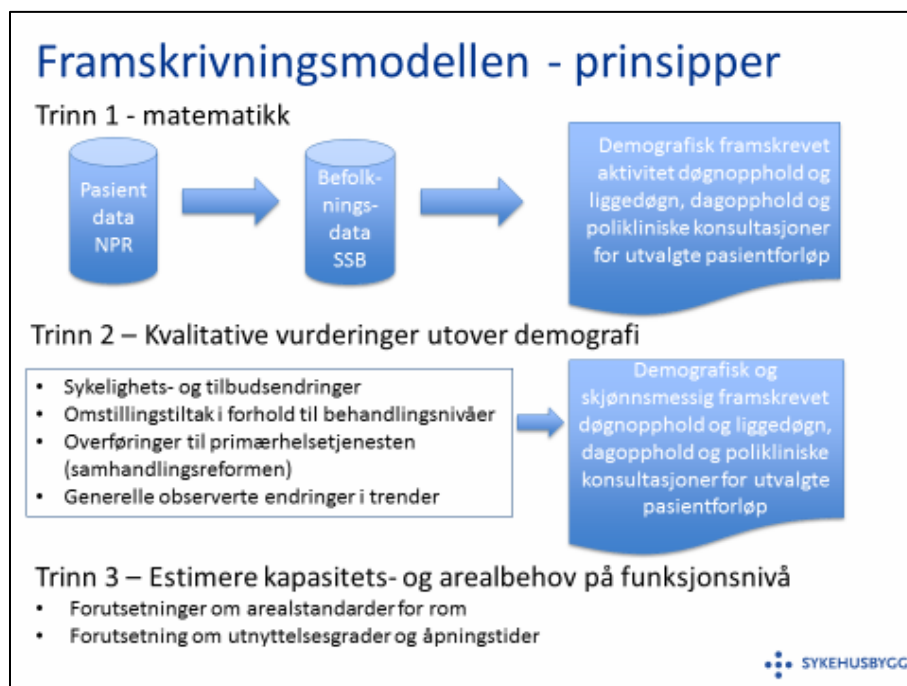 Framskrivningsmodellen - prinsipper
Trinn 1 - matematikk
Pasient
data
NPR
Befolk-
nings-
data
SSB
Demografisk framskrevet
aktivitet døgnopphold og
liggedøgn, dagopphold og
polikliniske konsultasjoner
for utvalgte pasientforløp
Trinn 2 – Kvalitative vurderinger utover demografi
• Sykelighets- og tilbudsendringer
• Omstillingstiltak i forhold til behandlingsnivåer
• Overføringer til primærhelsetjenesten
(samhandlingsreformen)
• Generelle observerte endringer i trender
Demografisk og
skjønnsmessig framskrevet
døgnopphold og liggedøgn,
dagopphold og polikliniske
konsultasjoner for utvalgte
pasientforløp
Trinn 3 – Estimere kapasitets- og arealbehov på funksjonsnivå
• Forutsetninger om arealstandarder for rom
• Forutsetning om utnyttelsesgrader og åpningstider
SYKEHUSBYGG